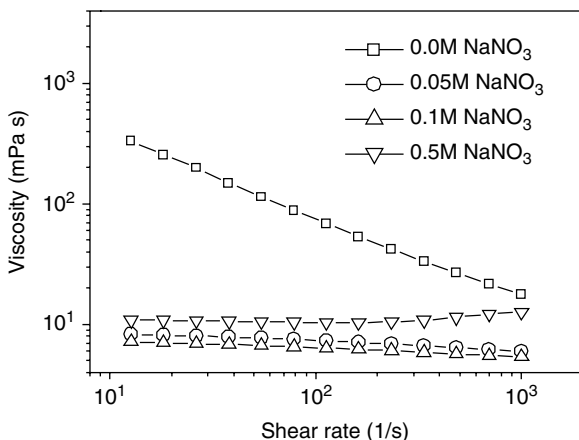 0.0M NaNO₃
0.05M NaNO₃
0.1M NaNO₃
0.5M NaNO₃
Viscosity (mPa s)
10³
10²
10¹
10¹ 10² 10³
Shear rate (1/s)